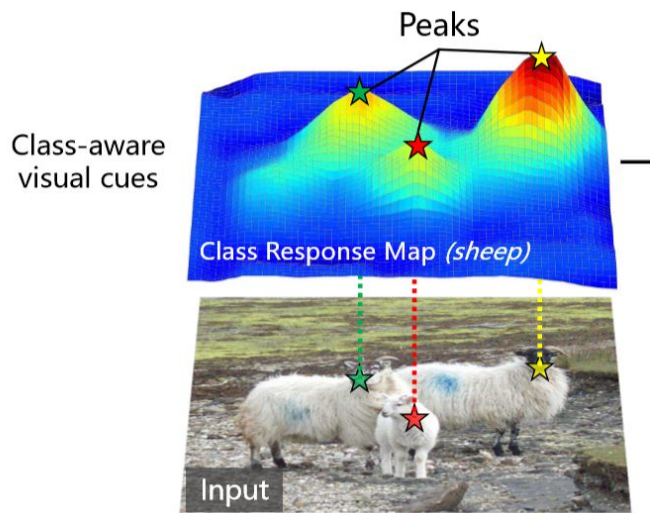 Peaks
Class-aware
visual cues
Class Response Map (sheep)
Input